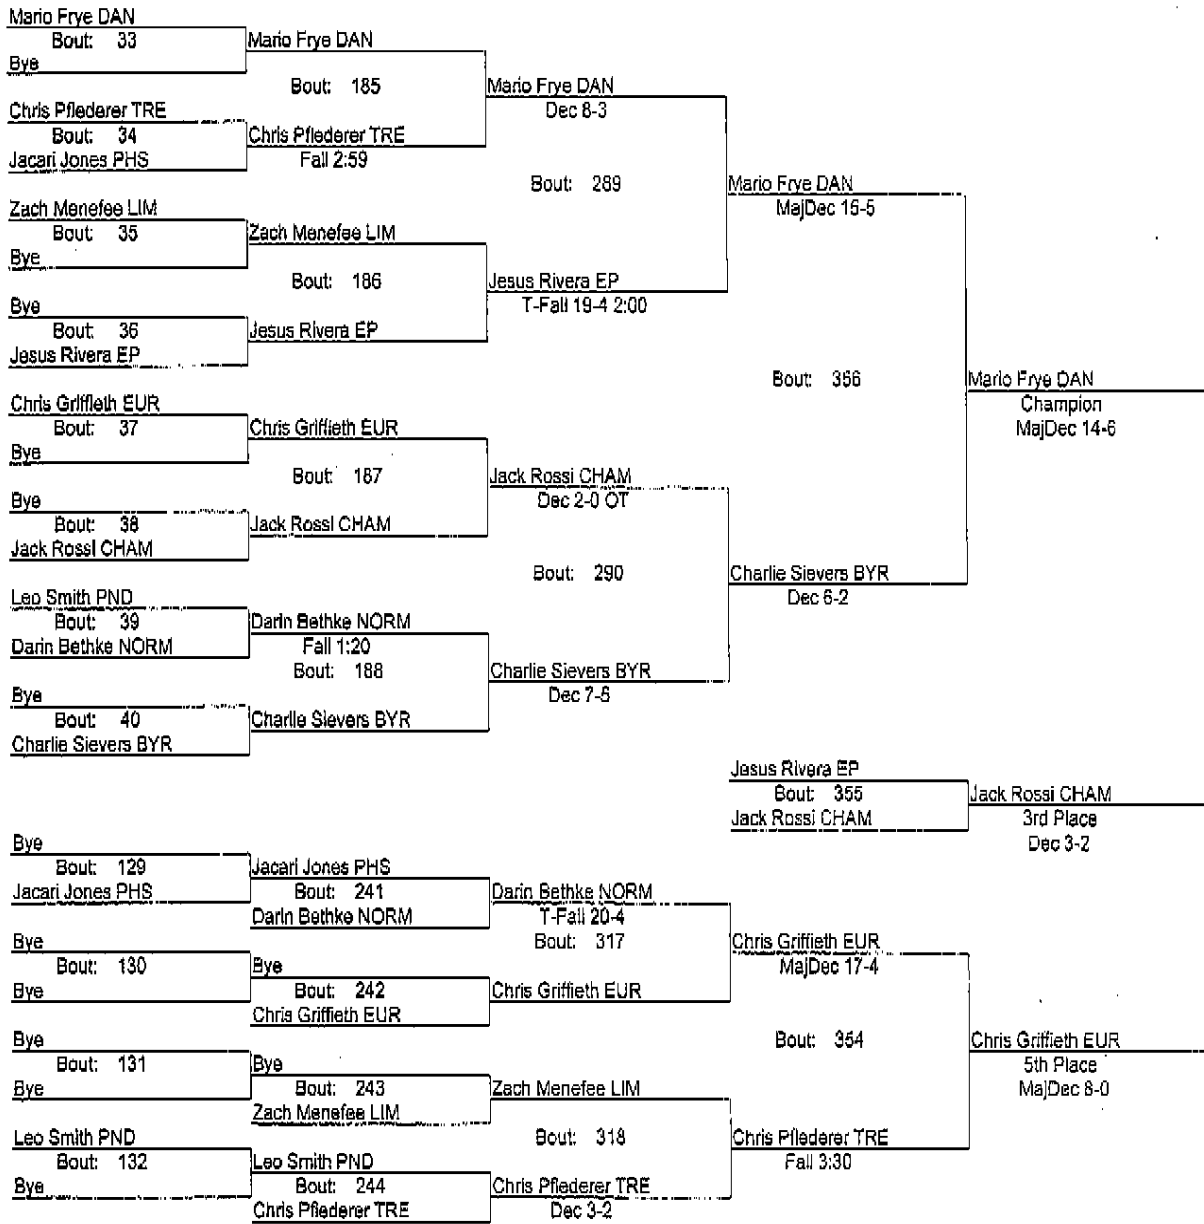 Mario Frye DAN
Bout: 33
Bye
Mario Frye DAN
Bout: 185
Chris Pflederer TRE
Bout: 34
Jacari Jones PHS
Chris Pflederer TRE
Fall 2:59
Mario Frye DAN
Dec 8-3
Bout: 289
Zach Menefee LIM
Bout: 35
Bye
Zach Menefee LIM
Bout: 186
Bye
Bout: 36
Jesus Rivera EP
Jesus Rivera EP
Jesus Rivera EP
T-Fall 19-4 2:00
Mario Frye DAN
MajDec 15-5
Bout: 356
Chris Griffieth EUR
Bout: 37
Bye
Chris Griffieth EUR
Bout: 187
Bye
Bout: 38
Jack Rossi CHAM
Jack Rossi CHAM
Jack Rossi CHAM
Dec 2-0 OT
Bout: 290
Leo Smith PND
Bout: 39
Darin Bethke NORM
Darin Bethke NORM
Fall 1:20
Bout: 188
Bye
Bout: 40
Charlie Sievers BYR
Charlie Sievers BYR
Charlie Sievers BYR
Dec 7-5
Charlie Sievers BYR
Dec 6-2
Mario Frye DAN
Champion
MajDec 14-6
Jesus Rivera EP
Bout: 355
Jack Rossi CHAM
Jack Rossi CHAM
3rd Place
Dec 3-2
Bye
Bout: 129
Jacari Jones PHS
Jacari Jones PHS
Bout: 241
Darin Bethke NORM
Darin Bethke NORM
T-Fall 20-4
Bout: 317
Bye
Bout: 130
Bye
Bye
Bout: 242
Chris Griffieth EUR
Chris Griffieth EUR
Chris Griffieth EUR
MajDec 17-4
Bout: 354
Bye
Bout: 131
Bye
Bye
Bout: 243
Zach Menefee LIM
Zach Menefee LIM
Bout: 318
Leo Smith PND
Bout: 132
Bye
Leo Smith PND
Bout: 244
Chris Pflederer TRE
Chris Pflederer TRE
Dec 3-2
Chris Pflederer TRE
Fall 3:30
Chris Griffieth EUR
5th Place
MajDec 8-0